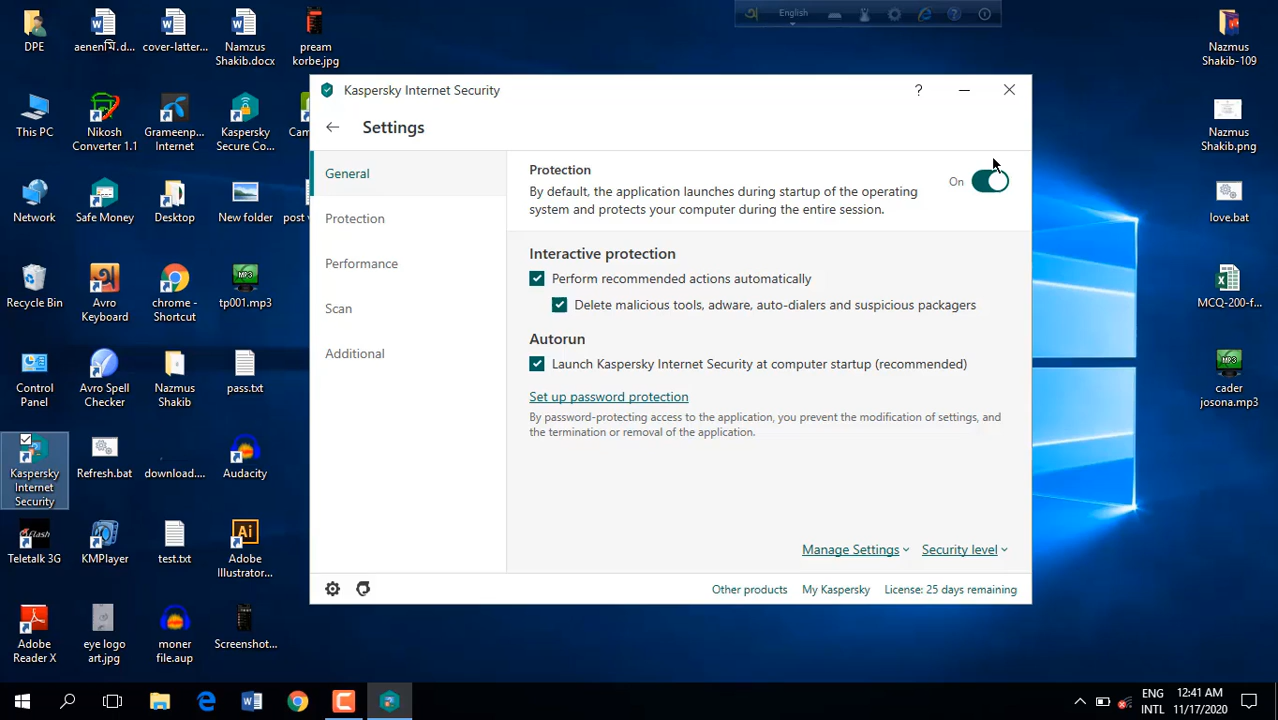 DPE
aenenमि.d...
cover-latter...
Namzus
Shakib.docx
pream
korbe.jpg
English
Nazmus
Shakib-109
This PC
Nikosh
Converter 1.1
Grameenp...
Internet
Kaspersky
Secure Co...
Nazmus
Shakib.png
Network
Safe Money
Desktop
New folder
love.bat
Recycle Bin
Avro
Keyboard
chrome -
Shortcut
MP3
tp001.mp3
MCQ-200-f...
Control
Panel
Avro Spell
Checker
Nazmus
Shakib
pass.txt
MP3
cader
josona.mp3
Kaspersky
Internet
Security
Refresh.bat
download....
Audacity
Teletalk 3G
KMPlayer
test.txt
Ai
Adobe
Illustrator...
Adobe
Reader X
eye logo
art.jpg
moner
file.aup
Screenshot...
Kaspersky Internet Security
?
Settings
General
Protection
Performance
Scan
Additional
Protection
By default, the application launches during startup of the operating
system and protects your computer during the entire session.
On
Interactive protection
Perform recommended actions automatically
Delete malicious tools, adware, auto-dialers and suspicious packagers
Autorun
Launch Kaspersky Internet Security at computer startup (recommended)
Set up password protection
By password-protecting access to the application, you prevent the modification of settings, and
the termination or removal of the application.
Manage Settings
Security level
Other products
My Kaspersky
License: 25 days remaining
ENG
INTL
12:41 AM
11/17/2020